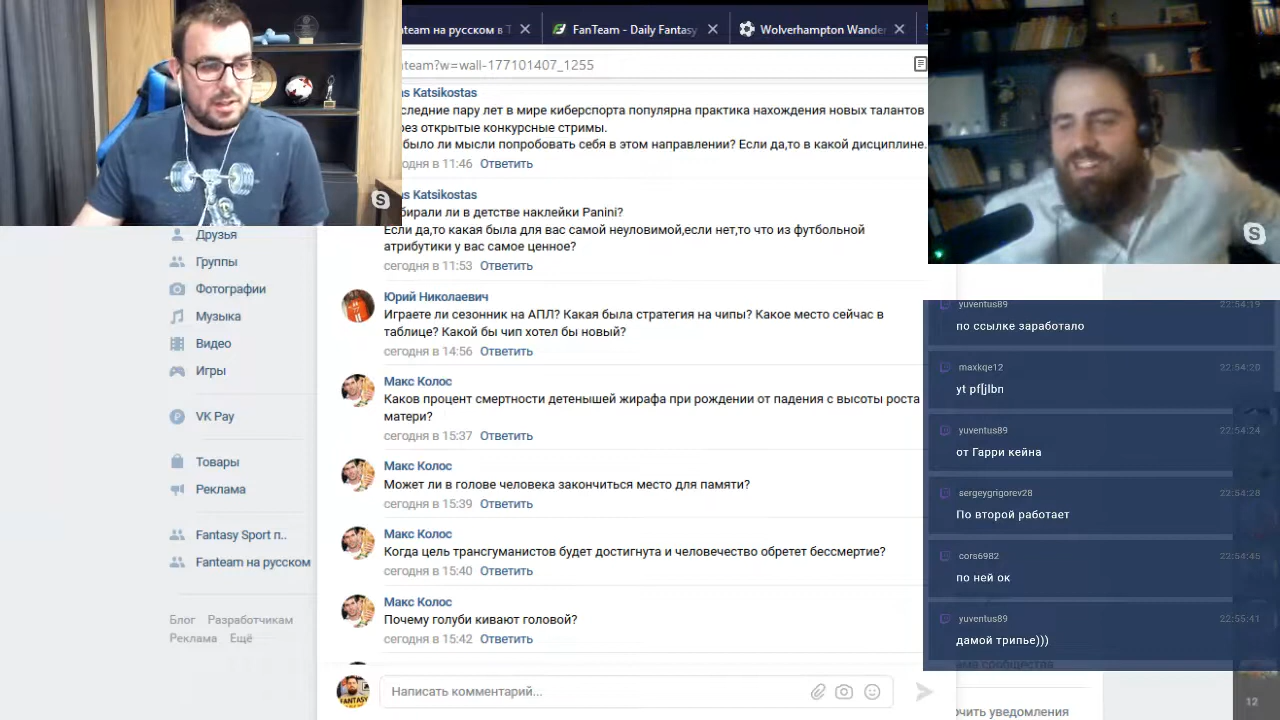 nteam на русском в Т
FanTeam - Daily Fantasy
Wolverhampton Wander
nteam?w=wall-177101407_1255
as Katsikostas
следние пару лет в мире киберспорта популярна практика нахождения новых талантов
рез открытые конкурсные стримы.
было ли мысли попробовать себя в этом направлении? Если да,то в какой дисциплине.
одня в 11:46 Ответить
as Katsikostas
бирали ли в детстве наклейки Panini?
Если да,то какая была для вас самой неуловимой,если нет,то что из футбольной
атрибутики у вас самое ценное?
сегодня в 11:53 Ответить
Юрий Николаевич
Играете ли сезонник на АПЛ? Какая была стратегия на чипы? Какое место сейчас в
таблице? Какой бы чип хотел бы новый?
сегодня в 14:56 Ответить
Макс Колос
Каков процент смертности детенышей жирафа при рождении от падения с высоты роста
матери?
сегодня в 15:37 Ответить
Макс Колос
Может ли в голове человека закончиться место для памяти?
сегодня в 15:39 Ответить
Макс Колос
Когда цель трансгуманистов будет достигнута и человечество обретет бессмертие?
сегодня в 15:40 Ответить
Макс Колос
Почему голуби кивают головой?
сегодня в 15:42 Ответить
Написать комментарий...
Друзья
Группы
Фотографии
Музыка
Видео
Игры
VK Pay
Товары
Реклама
Fantasy Sport п..
Fanteam на русском
Блог Разработчикам
Реклама Ещё
yuventus89 22:54:19
по ссылке заработало
maxkqe12 22:54:20
yt pf[jlbn
yuventus89 22:54:24
от Гарри кейна
sergeygrigorev28 22:54:28
По второй работает
cors6982 22:54:45
по ней ок
yuventus89 22:55:41
дамой трипье)))
сообщества
очить уведомления
12
FANTASY